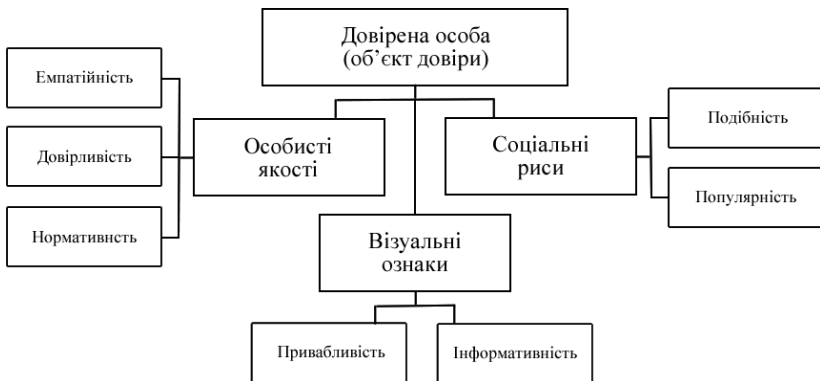 Довірена особа
(об’єкт довіри)
Емпатійність
Довірливість
Нормативнсть
Особисті
якості
Соціальні
риси
Подібність
Популярність
Візуальні
ознаки
Привабливість
Інформативність